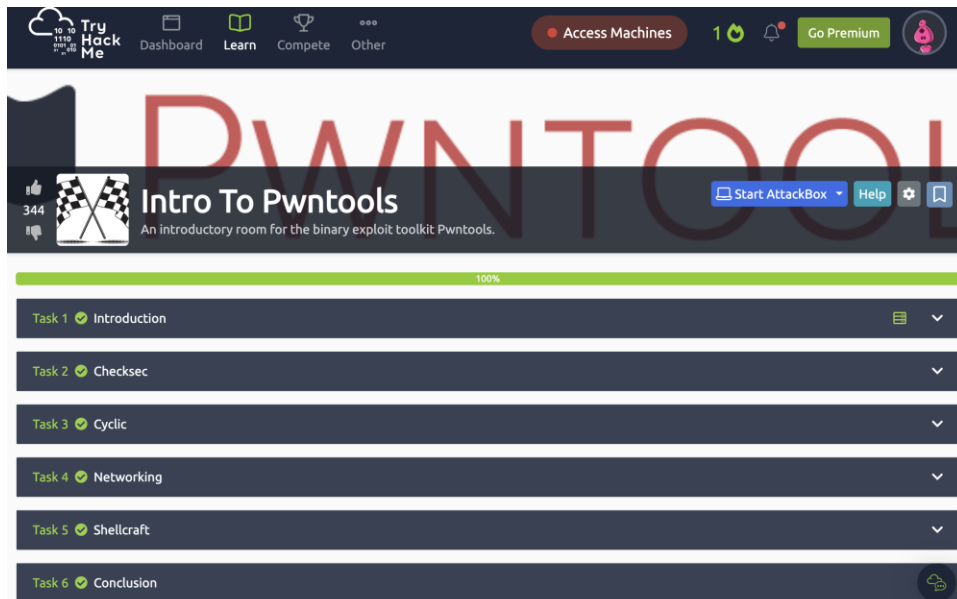 Try
Hack
Me
Dashboard
Learn
Compete
Other
Access Machines
1
Go Premium
PWNTOOL
344
Intro To Pwntools
An introductory room for the binary exploit toolkit Pwntools.
Start AttackBox
Help
100%
Task 1 Introduction
Task 2 Checksec
Task 3 Cyclic
Task 4 Networking
Task 5 Shellcraft
Task 6 Conclusion